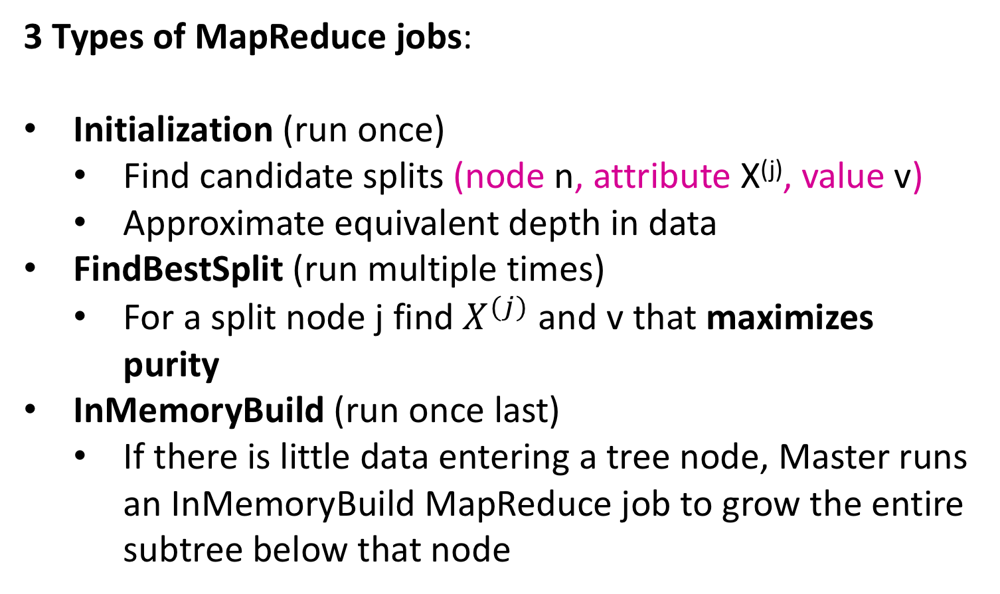 3 Types of MapReduce jobs:
• Initialization (run once)
• Find candidate splits (node n, attribute X⁽ʲ⁾, value v)
• Approximate equivalent depth in data
• FindBestSplit (run multiple times)
• For a split node j find X⁽ʲ⁾ and v that maximizes
purity
• InMemoryBuild (run once last)
• If there is little data entering a tree node, Master runs
an InMemoryBuild MapReduce job to grow the entire
subtree below that node